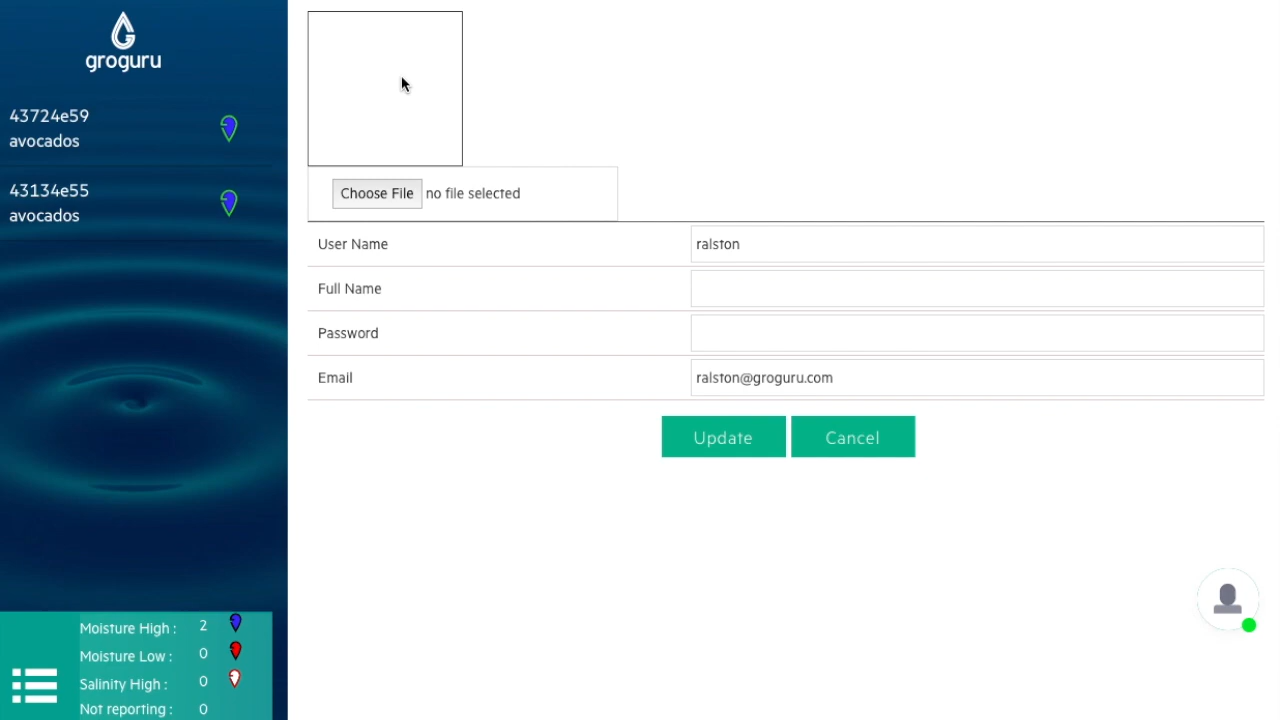 groguru
43724e59
avocados
43134e55
avocados
Moisture High : 2
Moisture Low : 0
Salinity High : 0
Not reporting : 0
Choose File no file selected
User Name ralston
Full Name
Password
Email ralston@groguru.com
Update Cancel